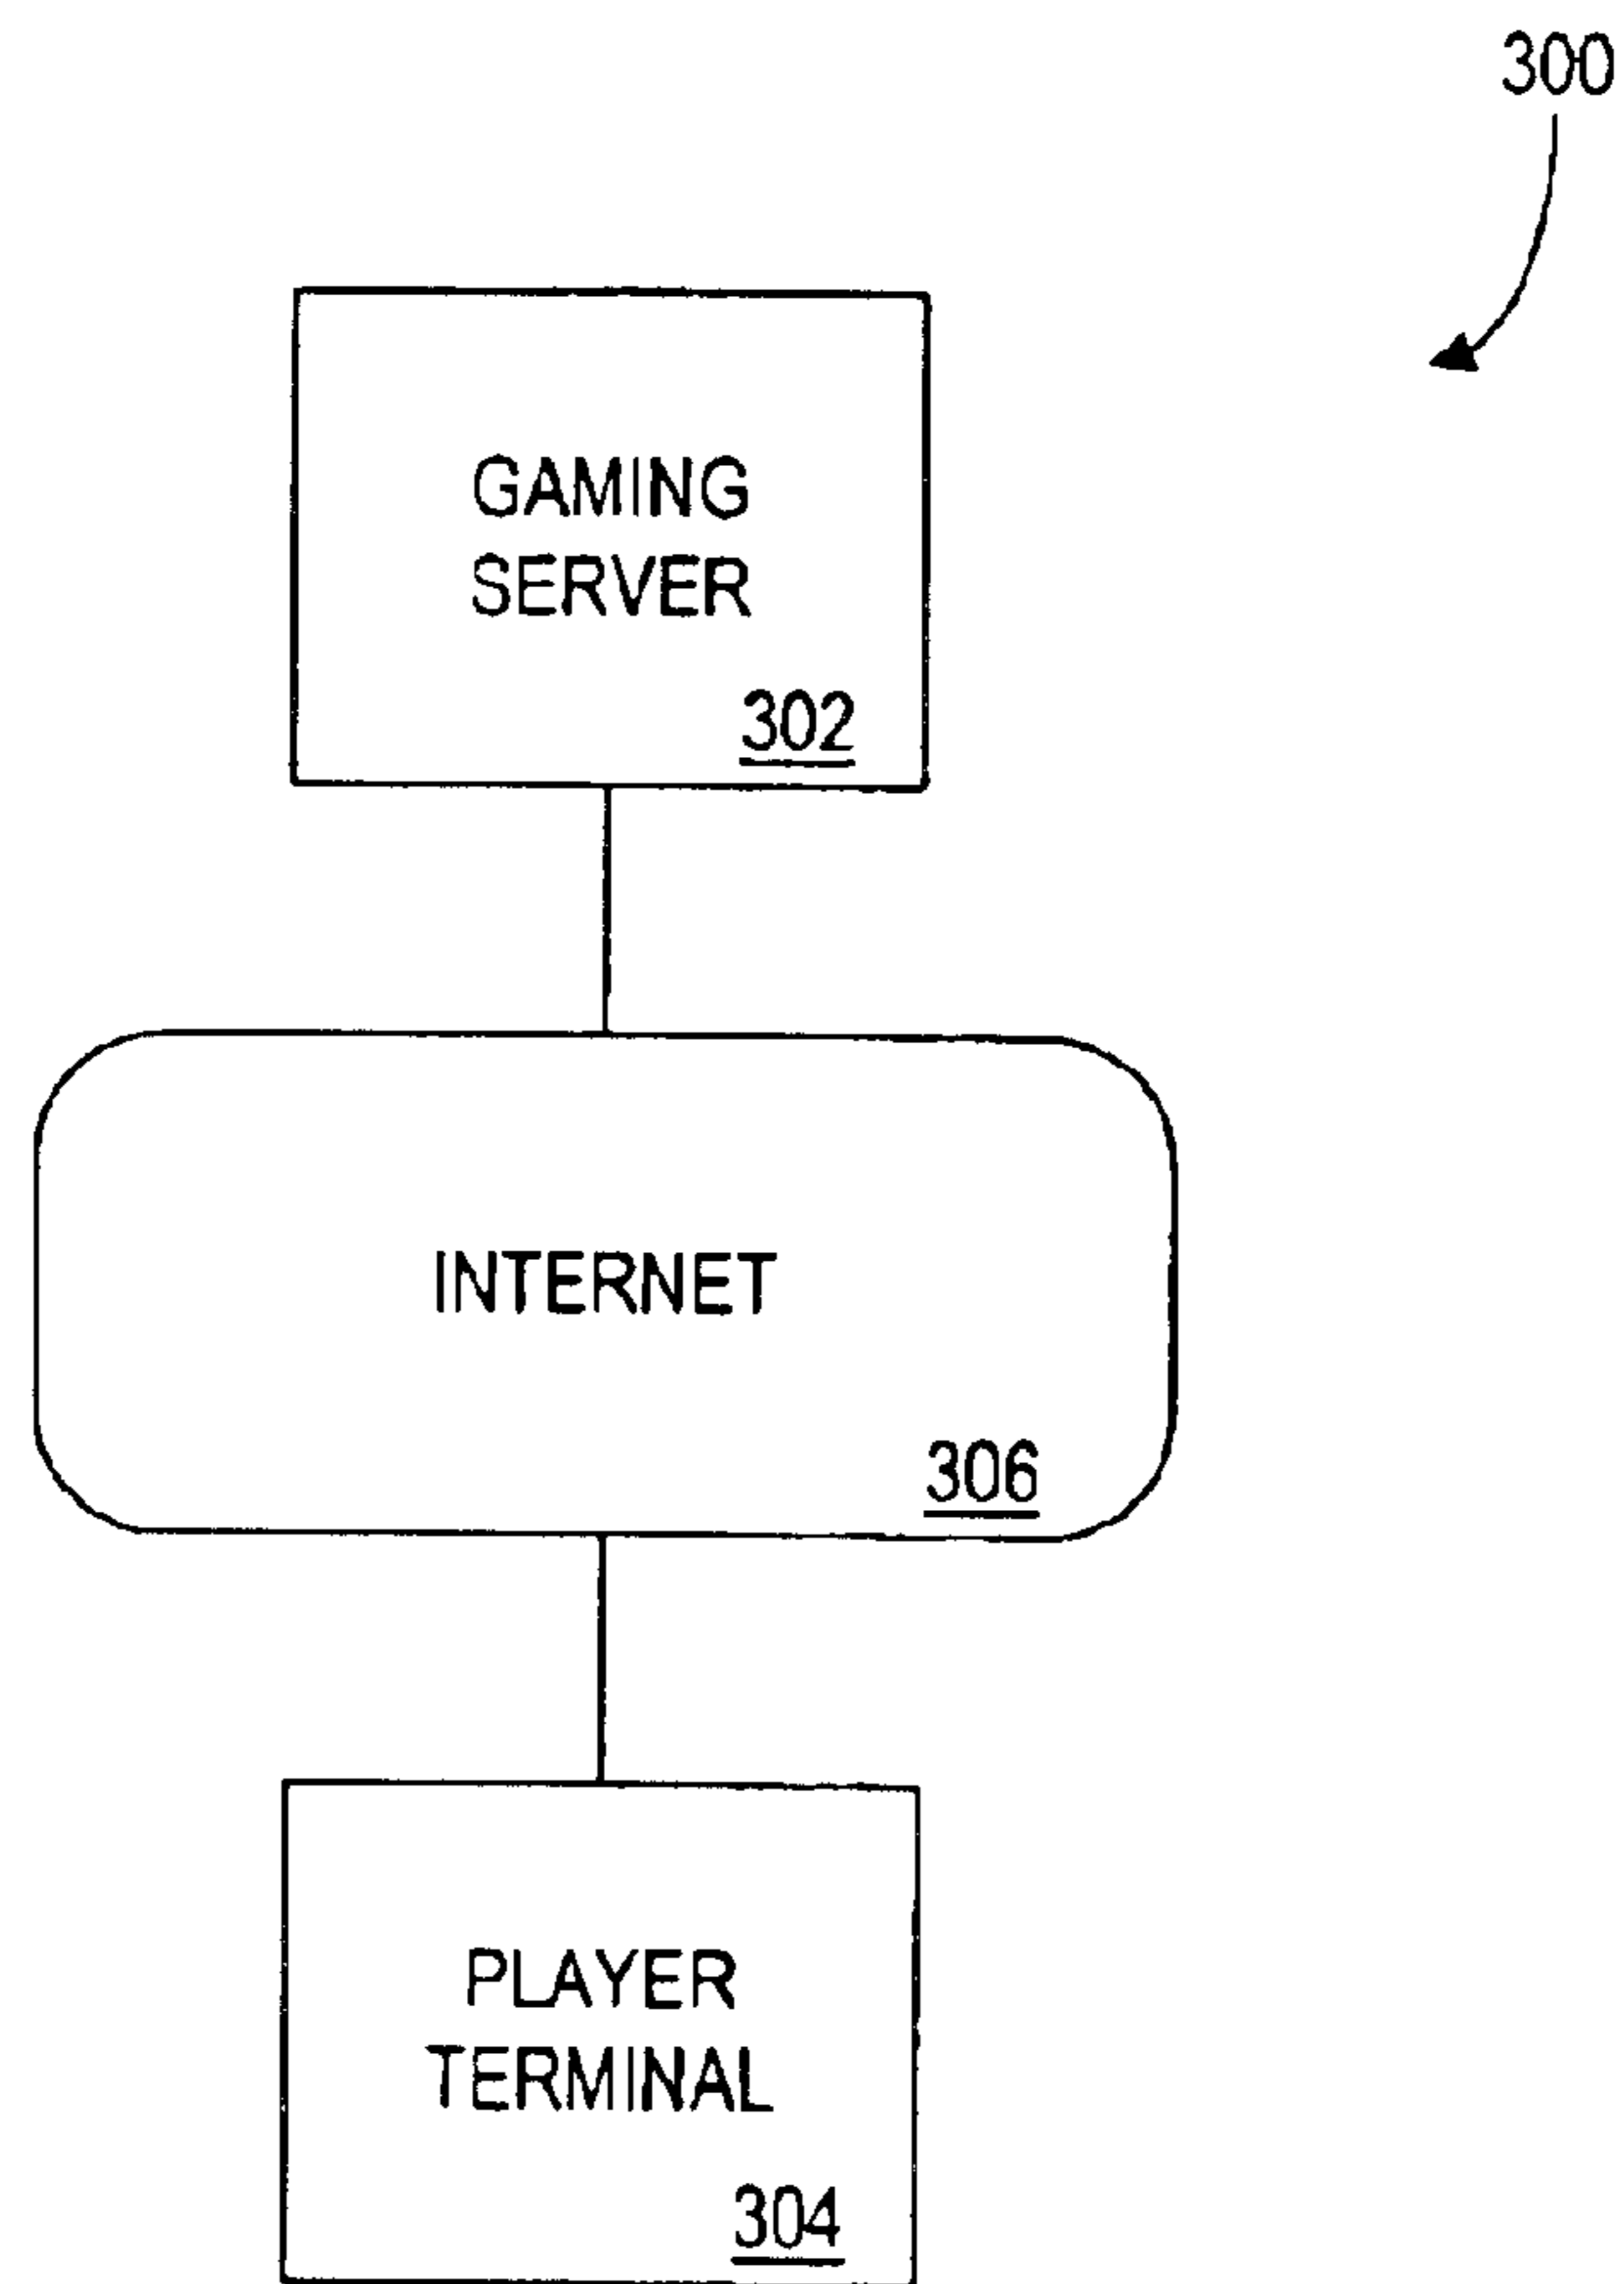 300
GAMING
SERVER
302
INTERNET
306
PLAYER
TERMINAL
304